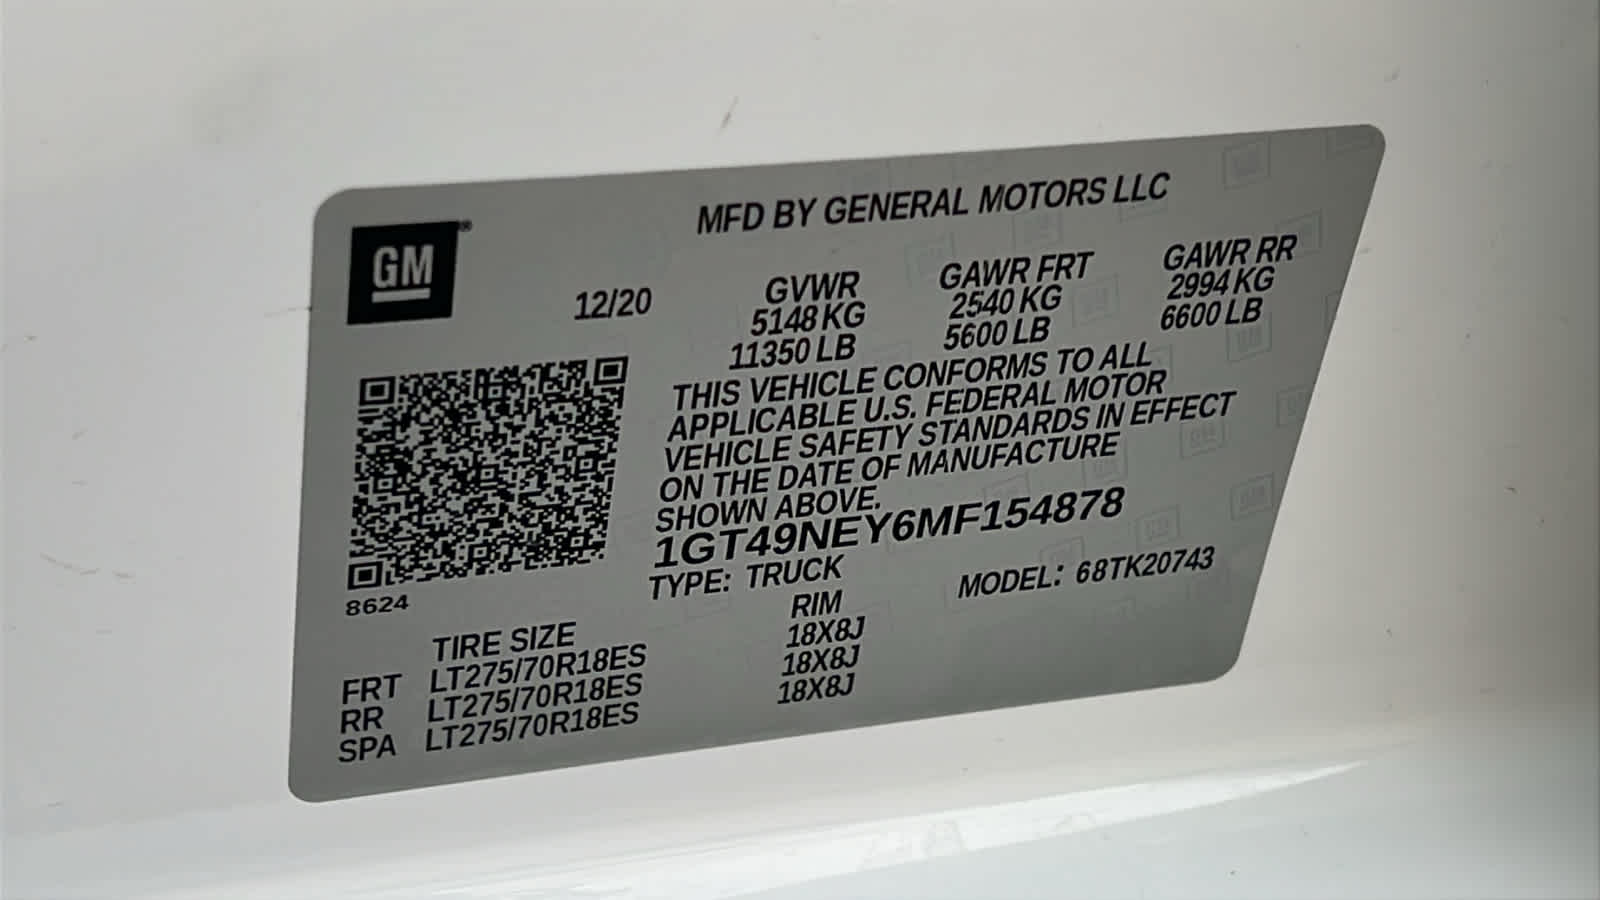 MFD BY GENERAL MOTORS LLC
GM®
12/20
GVWR
5148 KG
11350 LB
GAWR FRT
2540 KG
5600 LB
GAWR RR
2994 KG
6600 LB
THIS VEHICLE CONFORMS TO ALL
APPLICABLE U.S. FEDERAL MOTOR
VEHICLE SAFETY STANDARDS IN EFFECT
ON THE DATE OF MANUFACTURE
SHOWN ABOVE.
1GT49NEY6MF154878
TYPE: TRUCK MODEL: 68TK20743
8624
TIRE SIZE RIM
FRT LT275/70R18ES 18X8J
RR LT275/70R18ES 18X8J
SPA LT275/70R18ES 18X8J